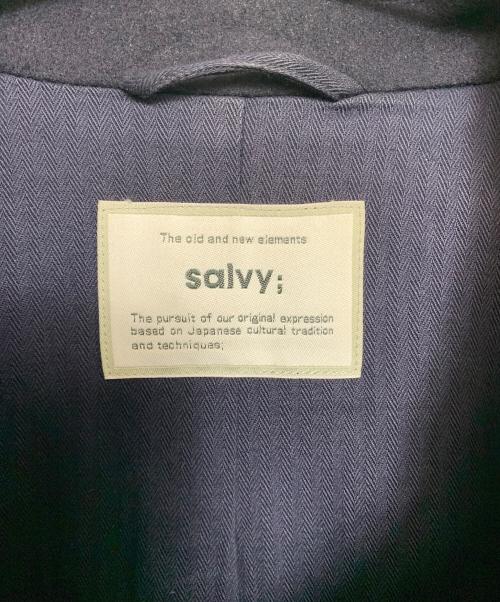 The old and new elements
salvy;
The pursuit of our original expression
based on Japanese cultural tradition
and techniques;